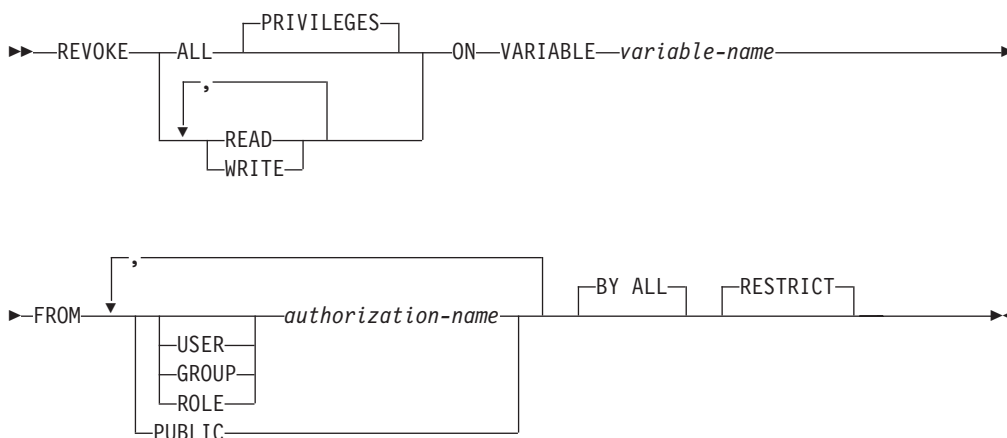 PRIVILEGES
REVOKE ALL ON VARIABLE variable-name
,
READ
WRITE
,
BY ALL RESTRICT
FROM authorization-name
USER
GROUP
ROLE
PUBLIC